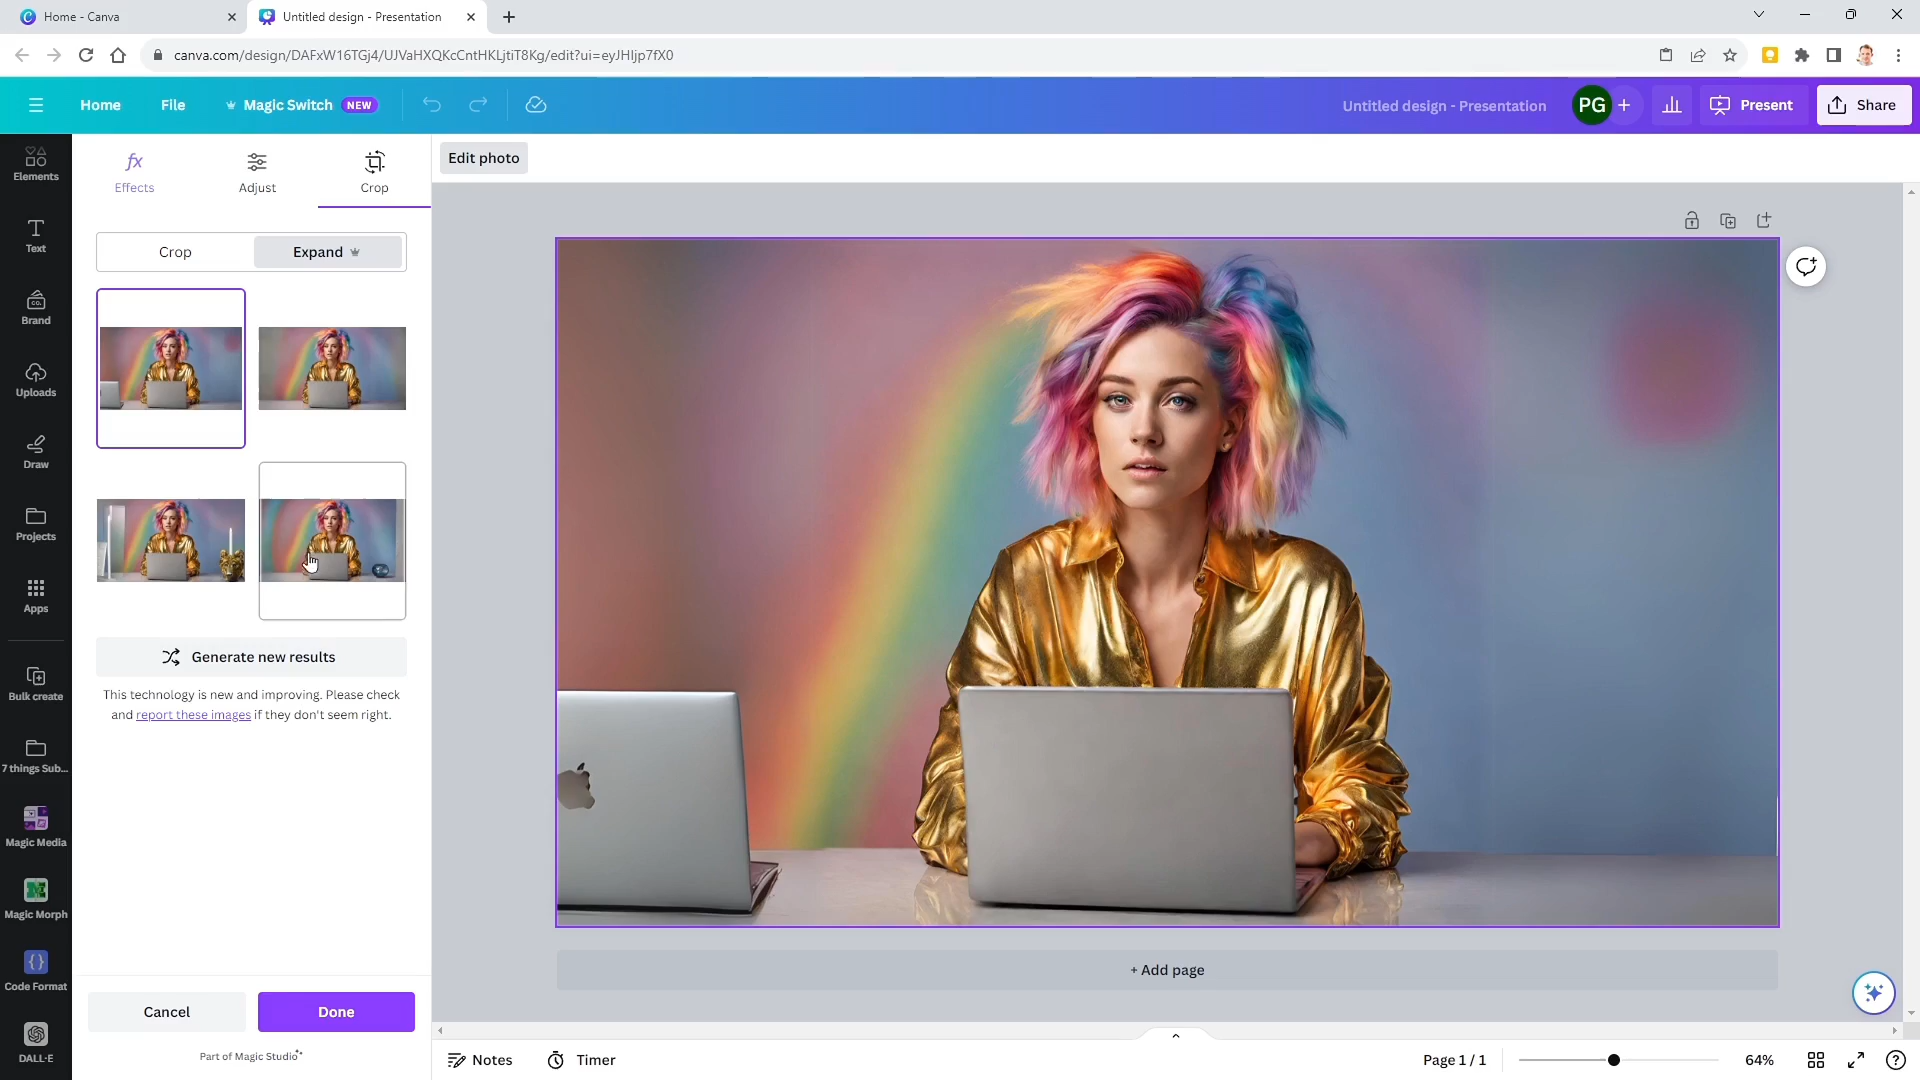 Home - Canva
Untitled design - Presentation
canva.com/design/DAFxW16TGj4/UJVaHXQKcCntHKLjtiT8Kg/edit?ui=eyJHIjp7fX0
Home
File
Magic Switch NEW
Untitled design - Presentation
PG
Present
Share
Elements
Text
CO.
Brand
Uploads
Draw
Projects
Apps
Bulk create
7 things Sub...
Magic Media
Magic Morph
Code Format
DALL·E
fx
Effects
Adjust
Crop
Crop
Expand
Generate new results
This technology is new and improving. Please check
and report these images if they don't seem right.
Cancel
Done
Part of Magic Studio
Edit photo
+ Add page
Notes
Timer
Page 1 / 1
64%